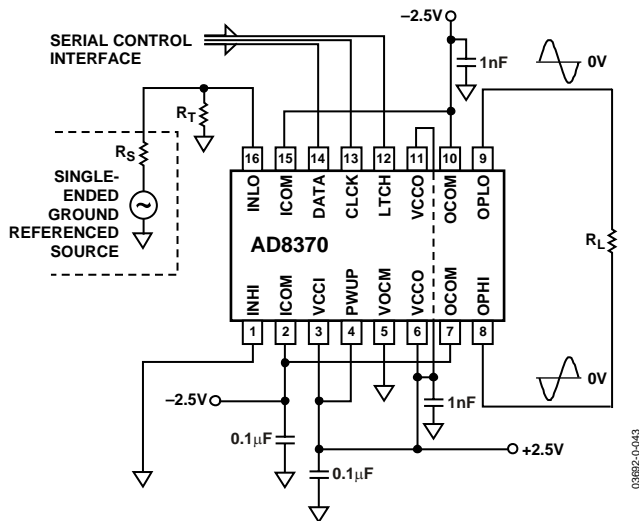 –2.5V
SERIAL CONTROL
INTERFACE
1nF
0V
RT
RS
SINGLE-
ENDED
GROUND
REFERENCED
SOURCE
16 15 14 13 12 11 10 9
INLO ICOM DATA CLCK LTCH VCCO OCOM OPLO
AD8370
RL
INHI ICOM VCCI PWUP VOCM VCCO OCOM OPHI
1 2 3 4 5 6 7 8
0V
–2.5V
1nF
0.1µF
+2.5V
0.1µF
03692-0-043